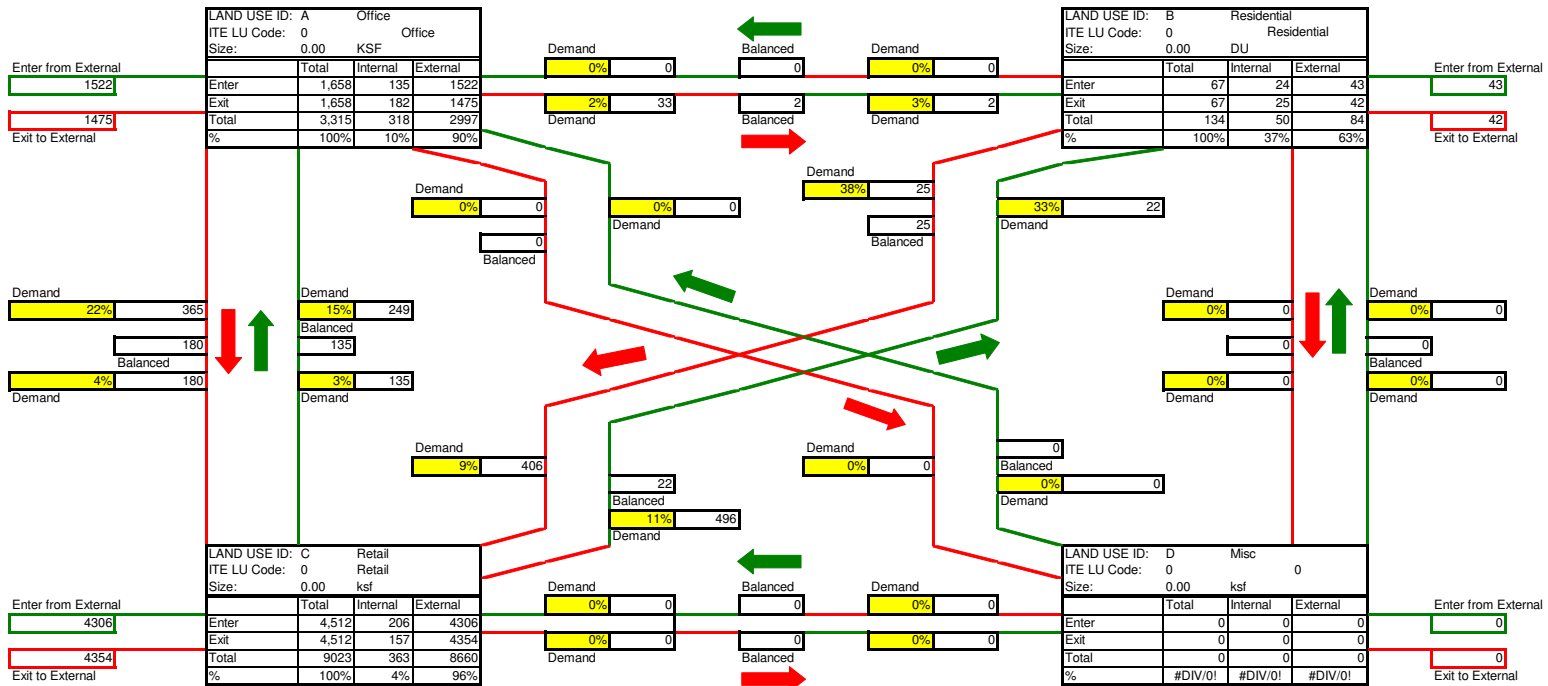 LAND USE ID: A Office
ITE LU Code: 0 Office
Size: 0.00 KSF
Total Internal External
Enter 1,658 135 1522
Exit 1,658 182 1475
Total 3,315 318 2997
% 100% 10% 90%
Enter from External
1522
1475
Exit to External
Demand Balanced Demand
0% 0 0 0% 0
2% 33 2 3% 2
Demand Balanced Demand
LAND USE ID: B Residential
ITE LU Code: 0 Residential
Size: 0.00 DU
Total Internal External
Enter 67 24 43
Exit 67 25 42
Total 134 50 84
% 100% 37% 63%
Enter from External
43
42
Exit to External
Demand
0% 0
0
Balanced
0% 0
Demand
Demand
38% 25
25
Balanced
33% 22
Demand
Demand
22% 365
180
Balanced
4% 180
Demand
Demand
15% 249
Balanced
135
3% 135
Demand
Demand
0% 0
0
0% 0
Demand
Demand
0% 0
0
Balanced
0% 0
Demand
Demand
9% 406
22
Balanced
11% 496
Demand
Demand
0% 0
0
Balanced
0% 0
Demand
LAND USE ID: C Retail
ITE LU Code: 0 Retail
Size: 0.00 ksf
Total Internal External
Enter 4,512 206 4306
Exit 4,512 157 4354
Total 9023 363 8660
% 100% 4% 96%
Enter from External
4306
4354
Exit to External
Demand Balanced Demand
0% 0 0 0% 0
0% 0 0 0% 0
Demand Balanced Demand
LAND USE ID: D Misc
ITE LU Code: 0 0
Size: 0.00 ksf
Total Internal External
Enter 0 0 0
Exit 0 0 0
Total 0 0 0
% #DIV/0! #DIV/0! #DIV/0!
Enter from External
0
0
Exit to External